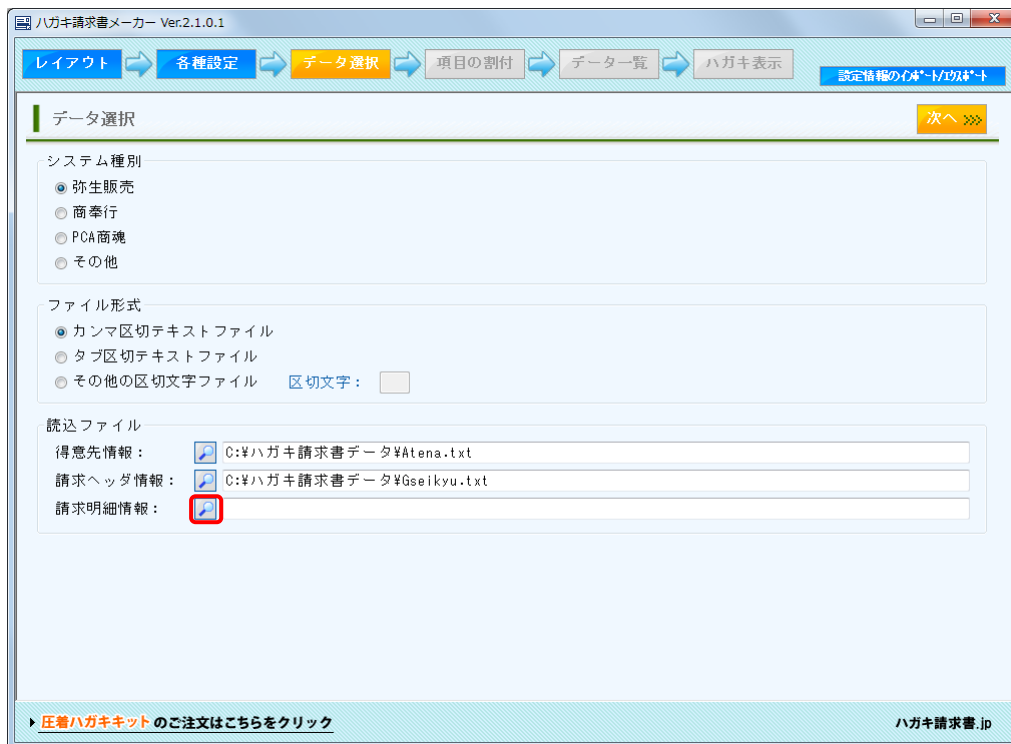 ハガキ請求書メーカー Ver.2.1.0.1
レイアウト 各種設定 データ選択 項目の割付 データ一覧 ハガキ表示
設定情報のｲﾝﾎﾟｰﾄ/ｴｸｽﾎﾟｰﾄ
データ選択
次へ
システム種別
弥生販売
商奉行
PCA商魂
その他
ファイル形式
カンマ区切テキストファイル
タブ区切テキストファイル
その他の区切文字ファイル 区切文字：
読込ファイル
得意先情報： C:¥ハガキ請求書データ¥Atena.txt
請求ヘッダ情報： C:¥ハガキ請求書データ¥Gseikyu.txt
請求明細情報：
圧着ハガキキットのご注文はこちらをクリック
ハガキ請求書.jp